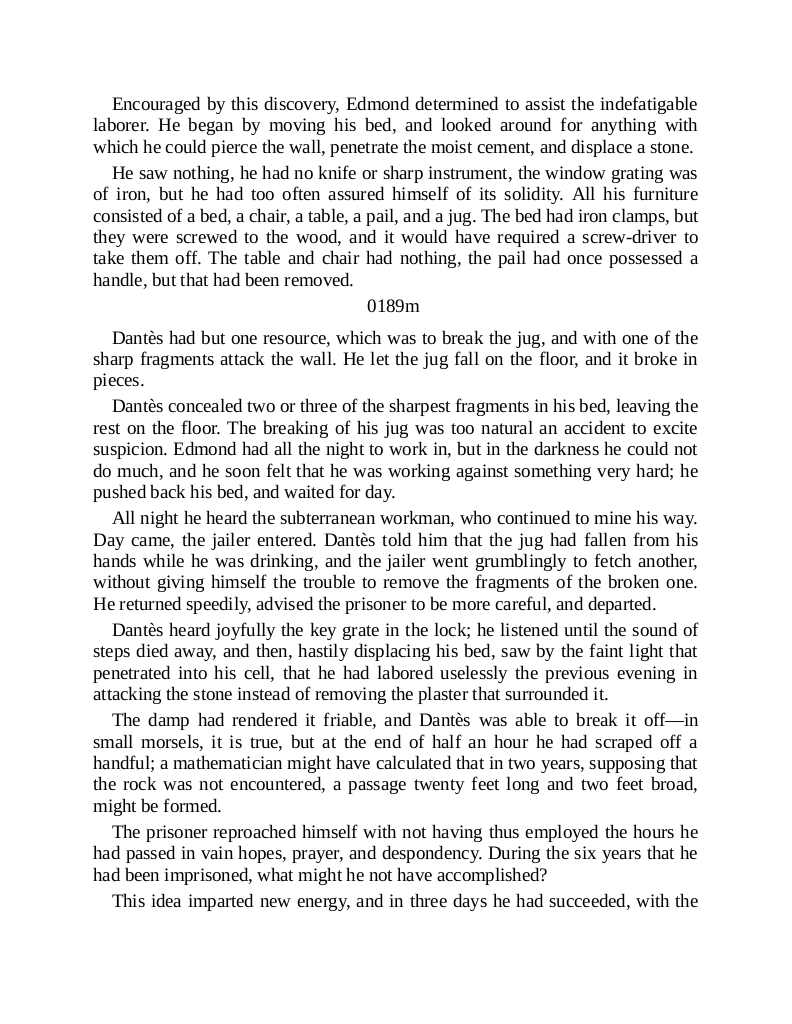 Encouraged by this discovery, Edmond determined to assist the indefatigable
laborer. He began by moving his bed, and looked around for anything with
which he could pierce the wall, penetrate the moist cement, and displace a stone.
He saw nothing, he had no knife or sharp instrument, the window grating was
of iron, but he had too often assured himself of its solidity. All his furniture
consisted of a bed, a chair, a table, a pail, and a jug. The bed had iron clamps, but
they were screwed to the wood, and it would have required a screw-driver to
take them off. The table and chair had nothing, the pail had once possessed a
handle, but that had been removed.
0189m
Dantès had but one resource, which was to break the jug, and with one of the
sharp fragments attack the wall. He let the jug fall on the floor, and it broke in
pieces.
Dantès concealed two or three of the sharpest fragments in his bed, leaving the
rest on the floor. The breaking of his jug was too natural an accident to excite
suspicion. Edmond had all the night to work in, but in the darkness he could not
do much, and he soon felt that he was working against something very hard; he
pushed back his bed, and waited for day.
All night he heard the subterranean workman, who continued to mine his way.
Day came, the jailer entered. Dantès told him that the jug had fallen from his
hands while he was drinking, and the jailer went grumblingly to fetch another,
without giving himself the trouble to remove the fragments of the broken one.
He returned speedily, advised the prisoner to be more careful, and departed.
Dantès heard joyfully the key grate in the lock; he listened until the sound of
steps died away, and then, hastily displacing his bed, saw by the faint light that
penetrated into his cell, that he had labored uselessly the previous evening in
attacking the stone instead of removing the plaster that surrounded it.
The damp had rendered it friable, and Dantès was able to break it off—in
small morsels, it is true, but at the end of half an hour he had scraped off a
handful; a mathematician might have calculated that in two years, supposing that
the rock was not encountered, a passage twenty feet long and two feet broad,
might be formed.
The prisoner reproached himself with not having thus employed the hours he
had passed in vain hopes, prayer, and despondency. During the six years that he
had been imprisoned, what might he not have accomplished?
This idea imparted new energy, and in three days he had succeeded, with the